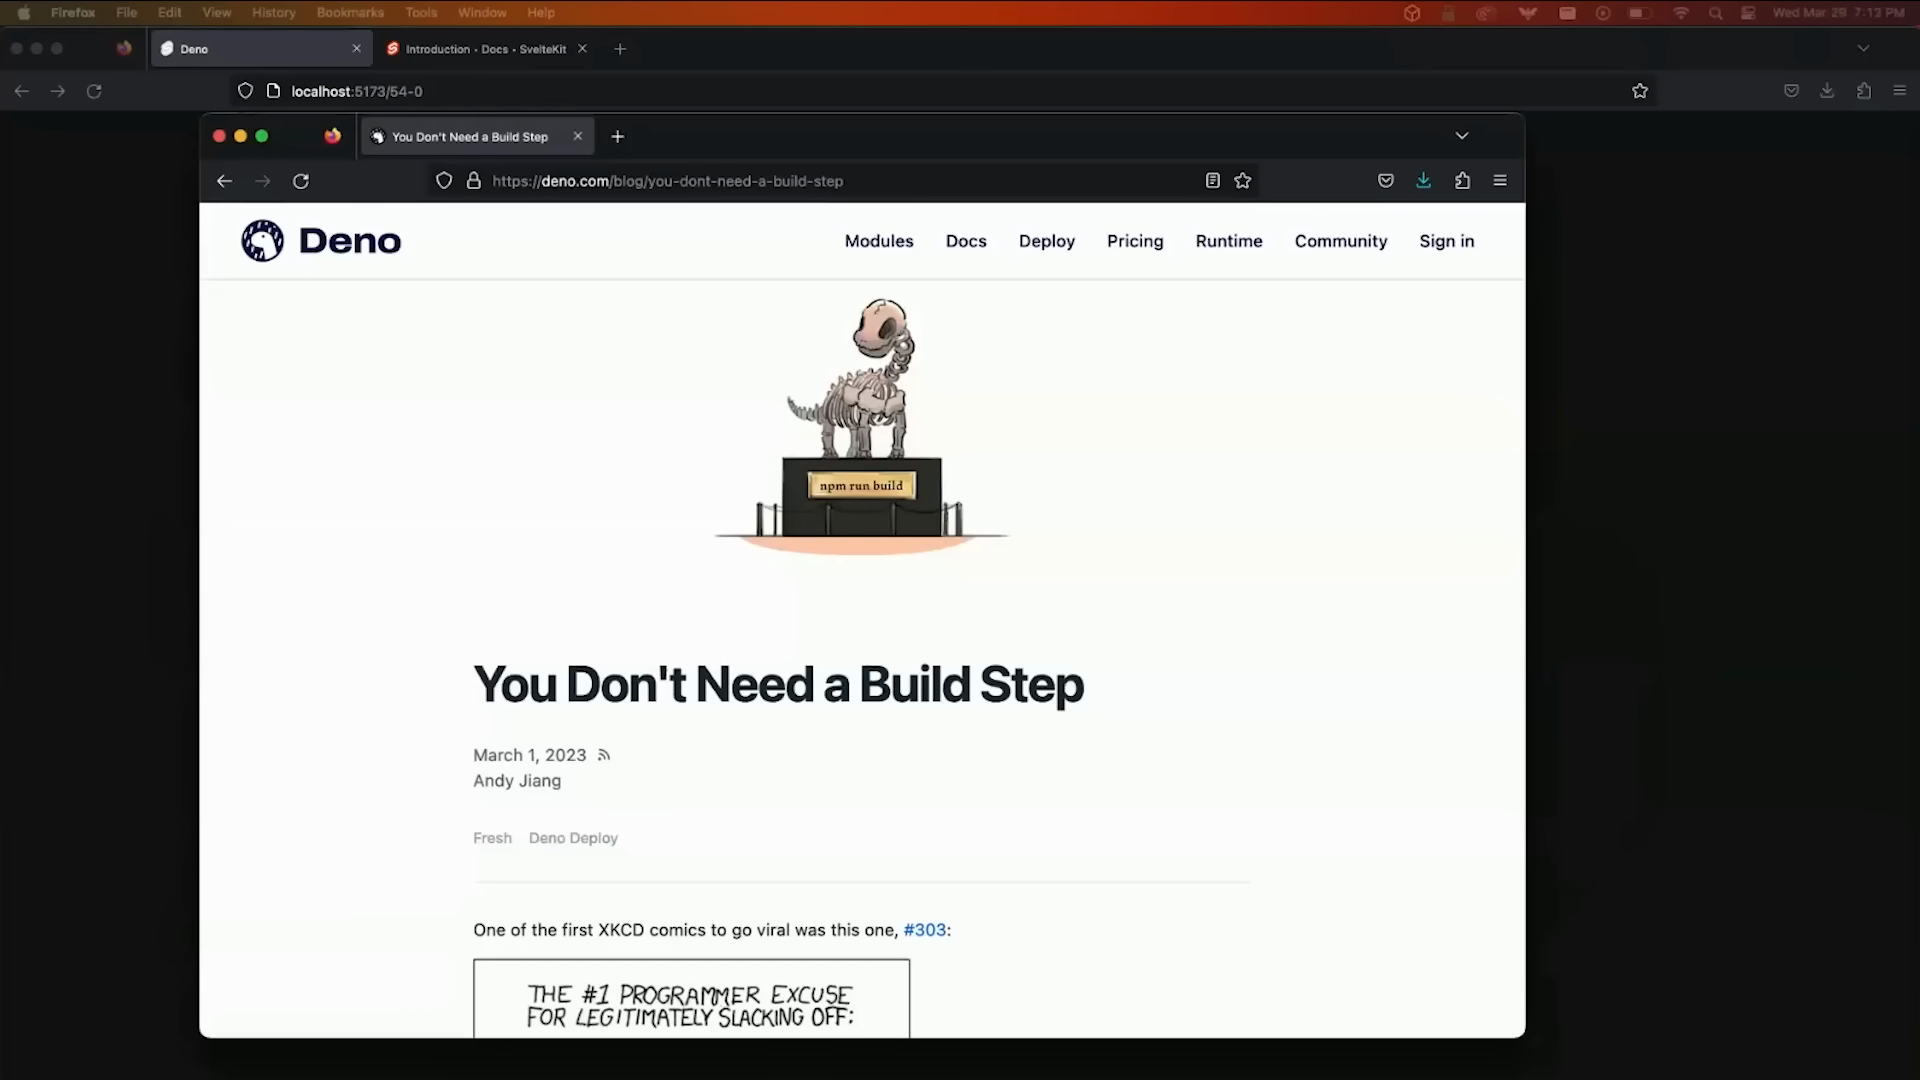 Firefox File Edit View History Bookmarks Tools Window Help Wed Mar 29 7:13 PM
Deno Introduction • Docs • SvelteKit
localhost:5173/54-0
You Don't Need a Build Step
https://deno.com/blog/you-dont-need-a-build-step
Deno Modules Docs Deploy Pricing Runtime Community Sign in
npm run build
You Don't Need a Build Step
March 1, 2023
Andy Jiang
Fresh Deno Deploy
One of the first XKCD comics to go viral was this one, #303:
THE #1 PROGRAMMER EXCUSE
FOR LEGITIMATELY SLACKING OFF: